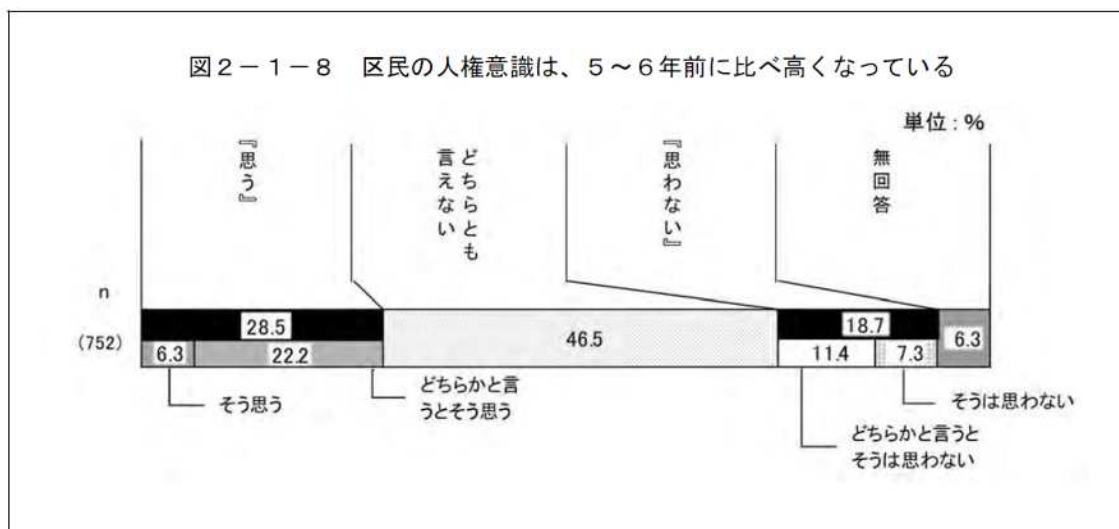 図2－1－8　区民の人権意識は、5～6年前に比べ高くなっている
単位：％
『思う』
どちらとも
言えない
『思わない』
無回答
n
(752)
28.5
46.5
18.7
6.3
6.3
22.2
11.4
7.3
そう思う
どちらかと言
うとそう思う
そうは思わない
どちらかと言うと
そうは思わない